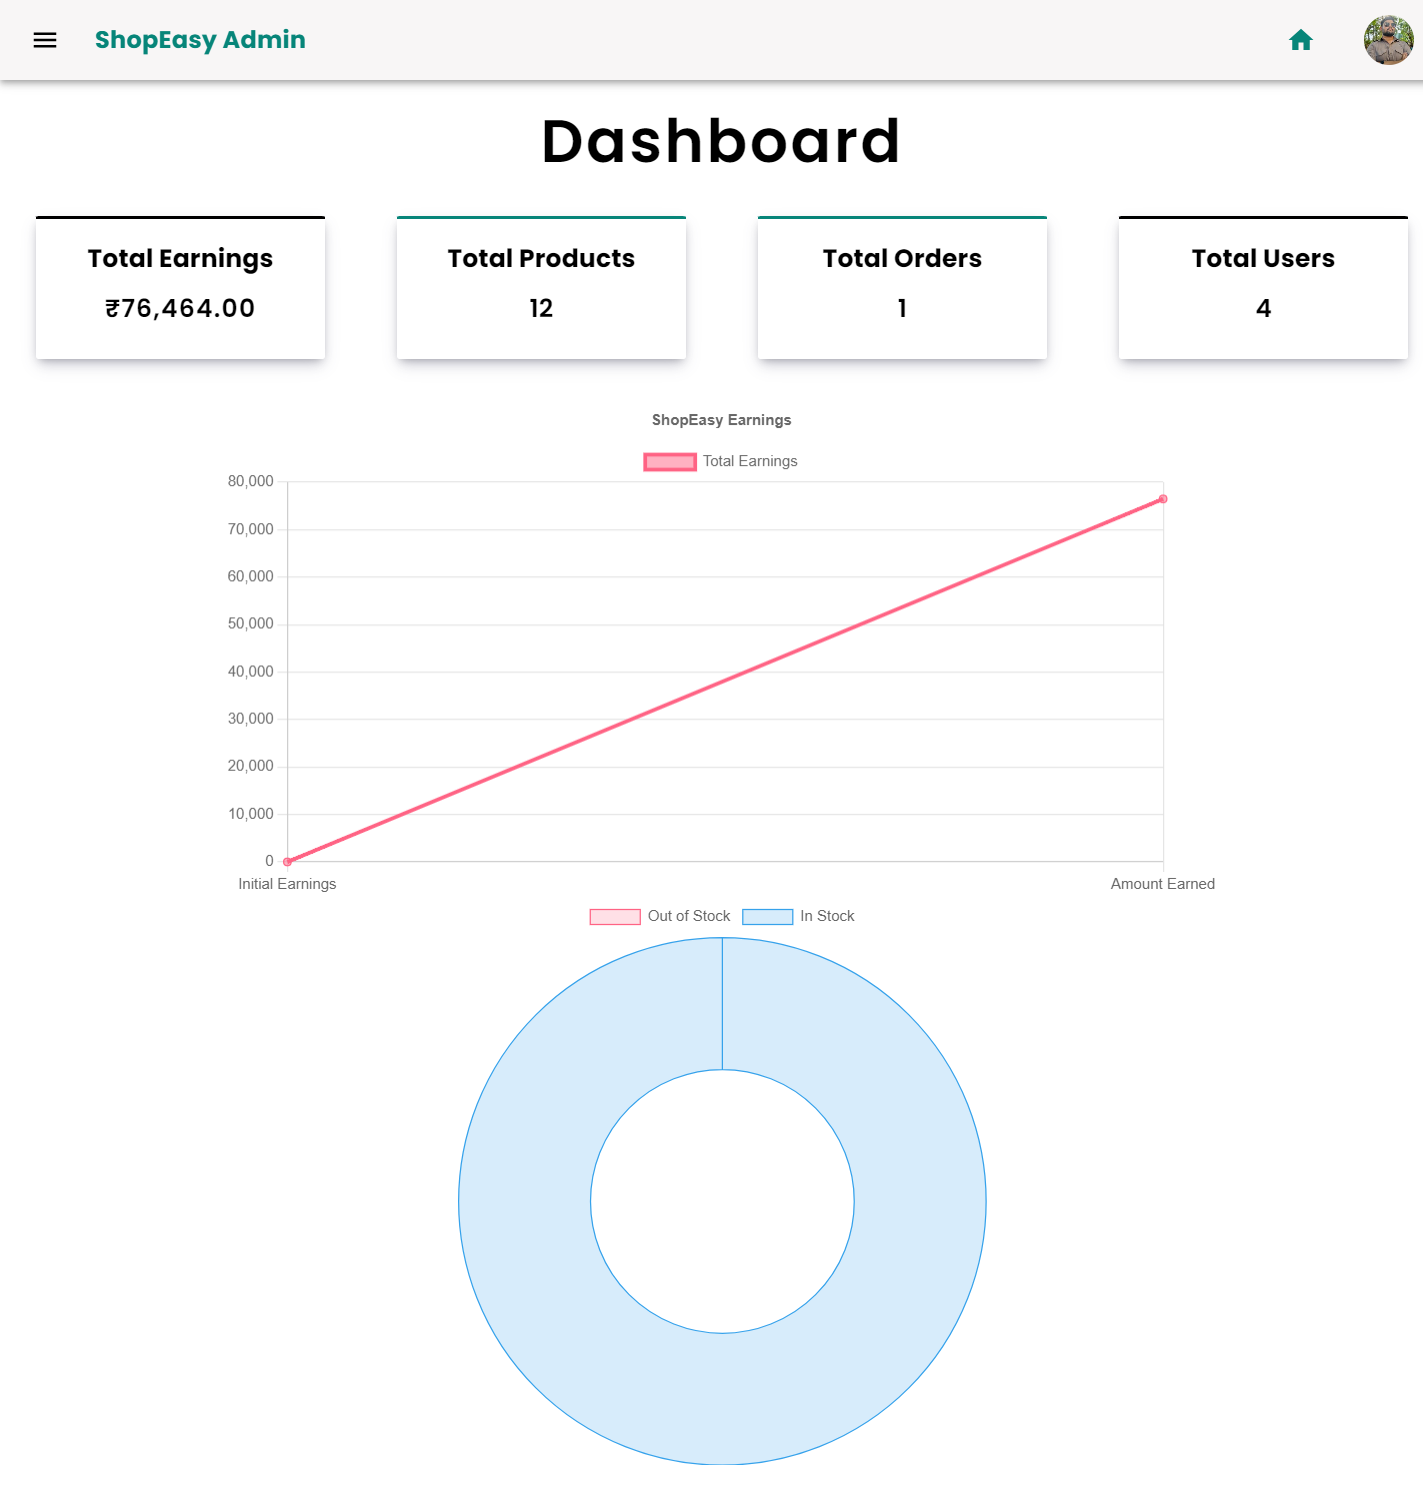 ShopEasy Admin
Dashboard
Total Earnings
₹76,464.00
Total Products
12
Total Orders
1
Total Users
4
ShopEasy Earnings
Total Earnings
80,000
70,000
60,000
50,000
40,000
30,000
20,000
10,000
0
Initial Earnings
Amount Earned
Out of Stock
In Stock